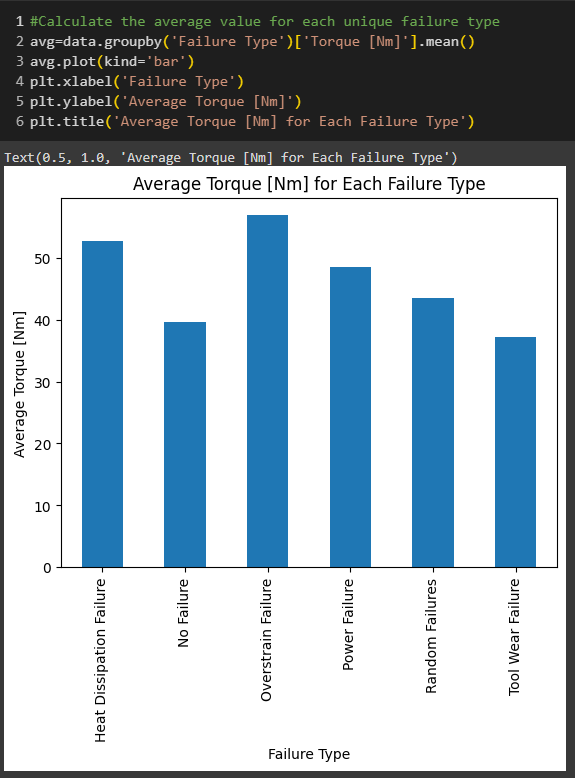 1 #Calculate the average value for each unique failure type
2 avg=data.groupby('Failure Type')['Torque [Nm]'].mean()
3 avg.plot(kind='bar')
4 plt.xlabel('Failure Type')
5 plt.ylabel('Average Torque [Nm]')
6 plt.title('Average Torque [Nm] for Each Failure Type')
Text(0.5, 1.0, 'Average Torque [Nm] for Each Failure Type')
Average Torque [Nm] for Each Failure Type
Average Torque [Nm]
50
40
30
20
10
0
Heat Dissipation Failure
No Failure
Overstrain Failure
Power Failure
Random Failures
Tool Wear Failure
Failure Type